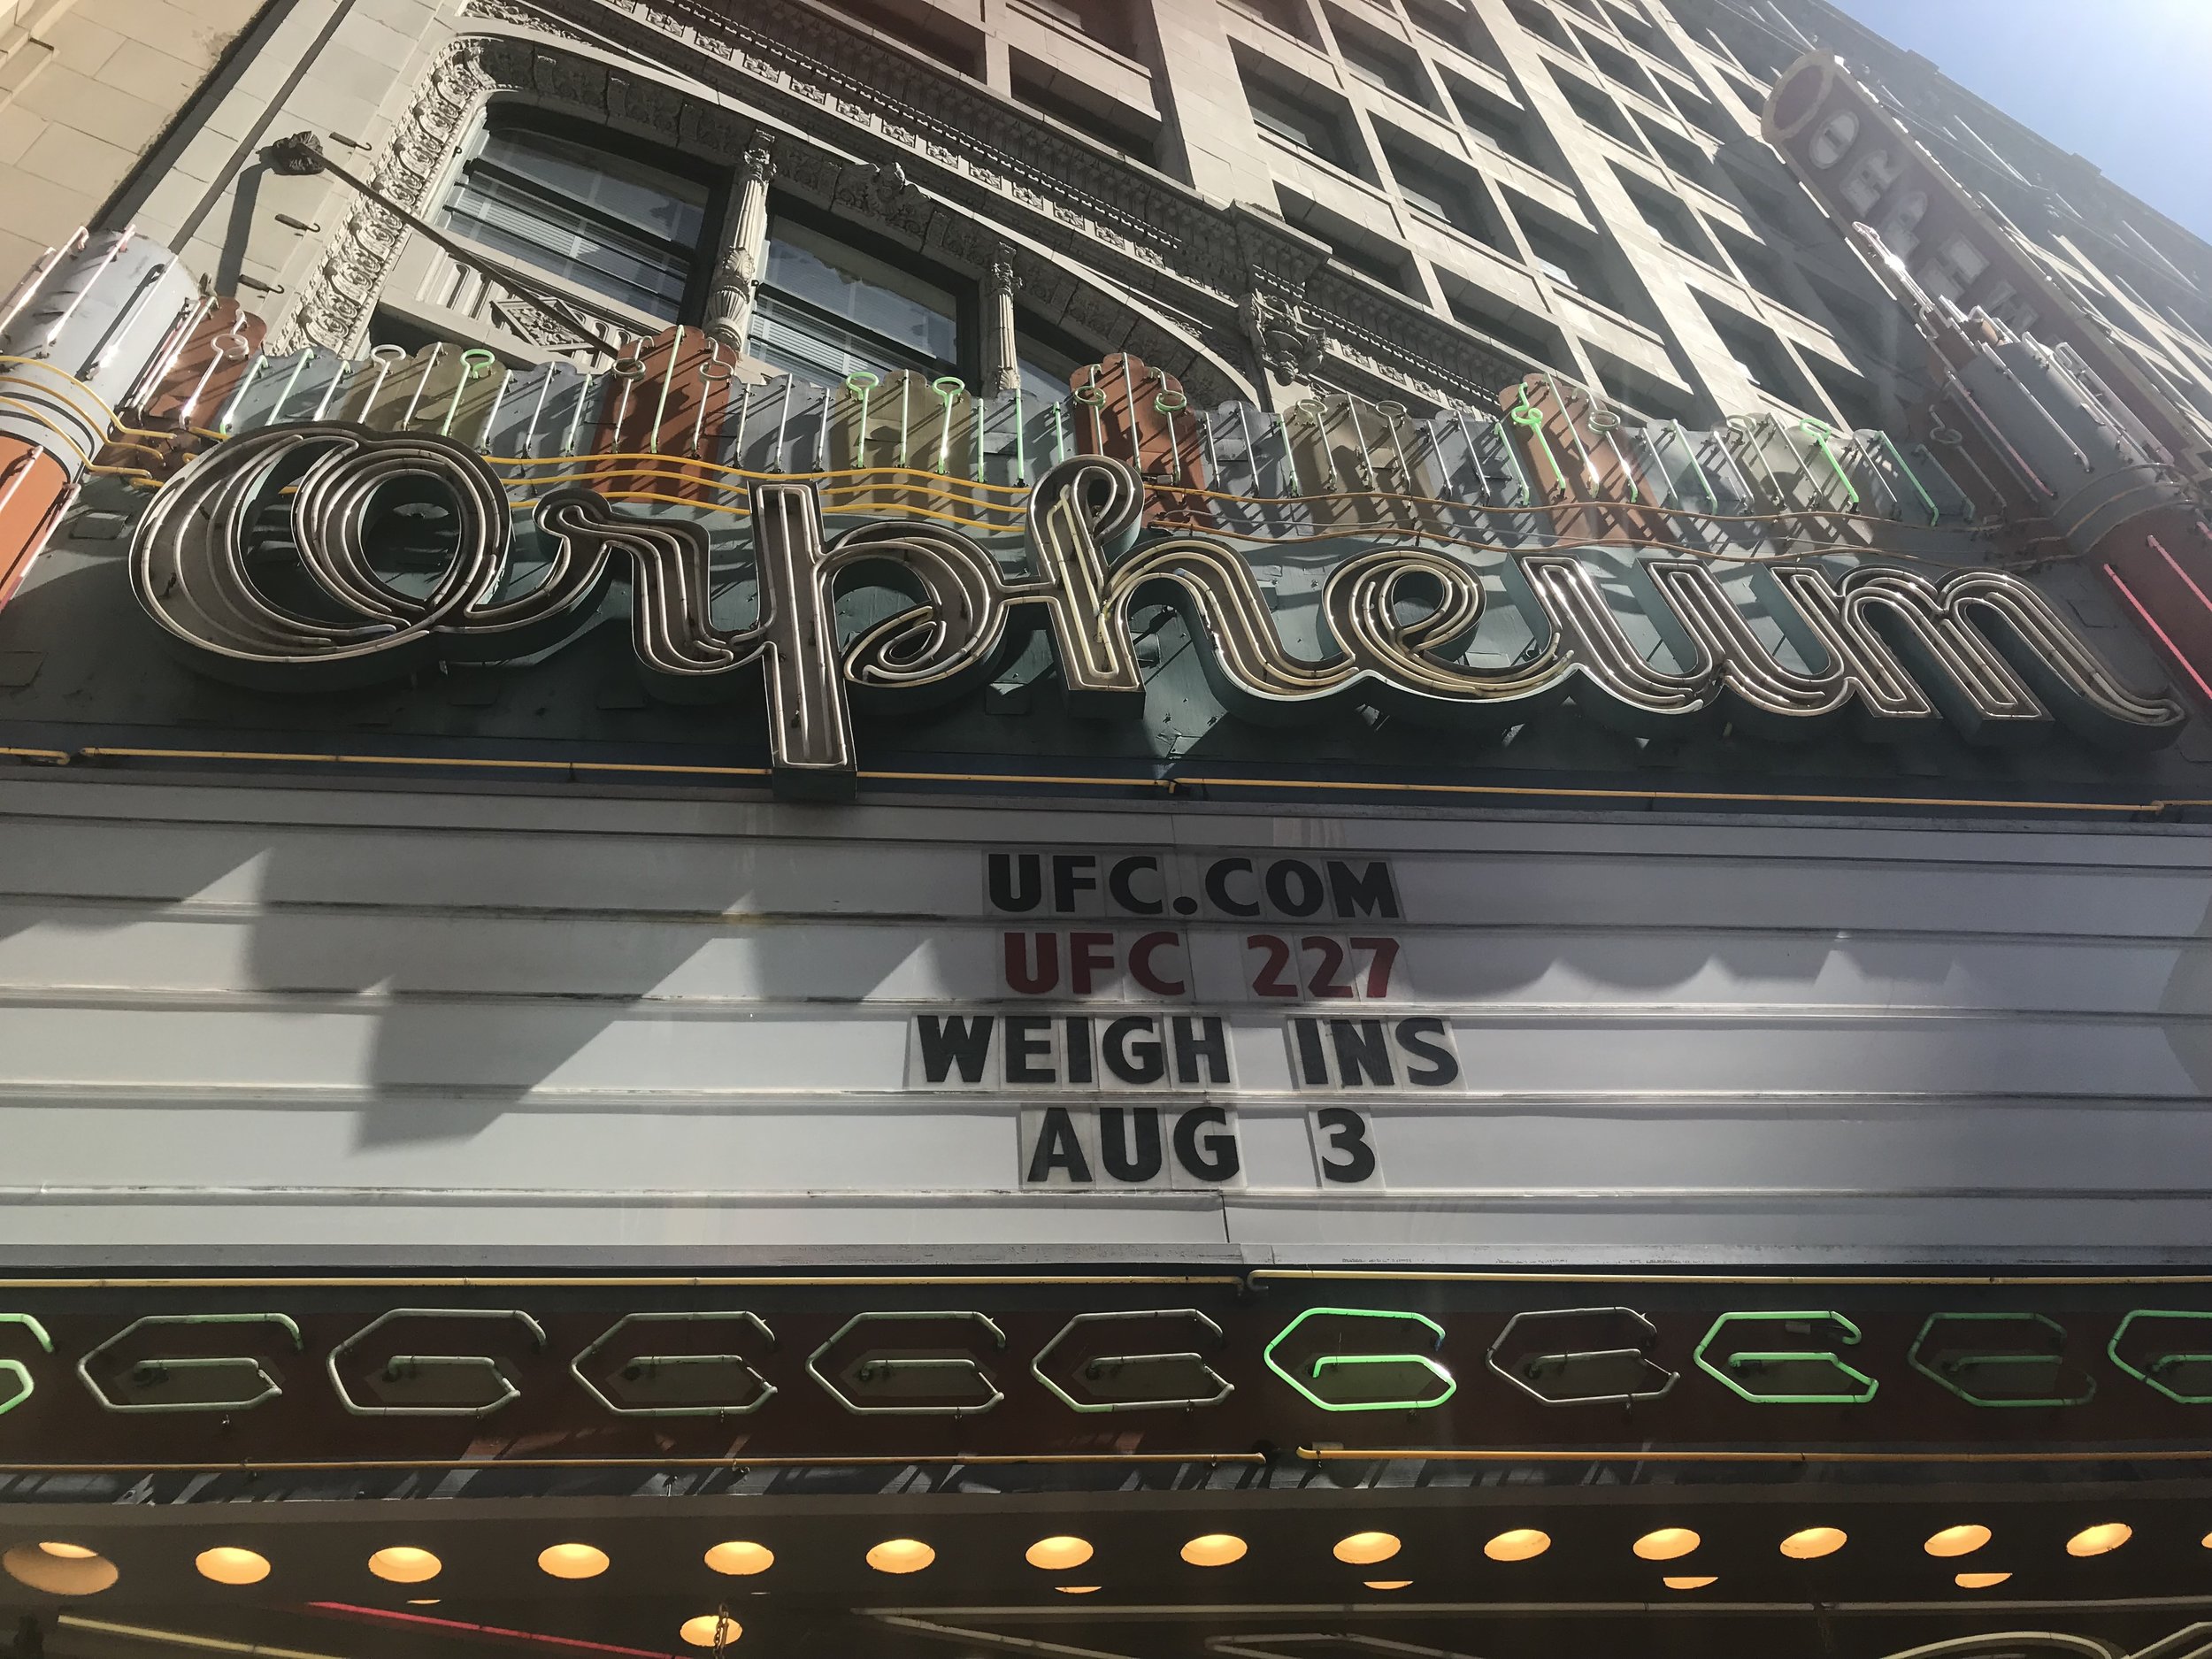 Orpheum
UFC.COM
UFC 227
WEIGH INS
AUG 3